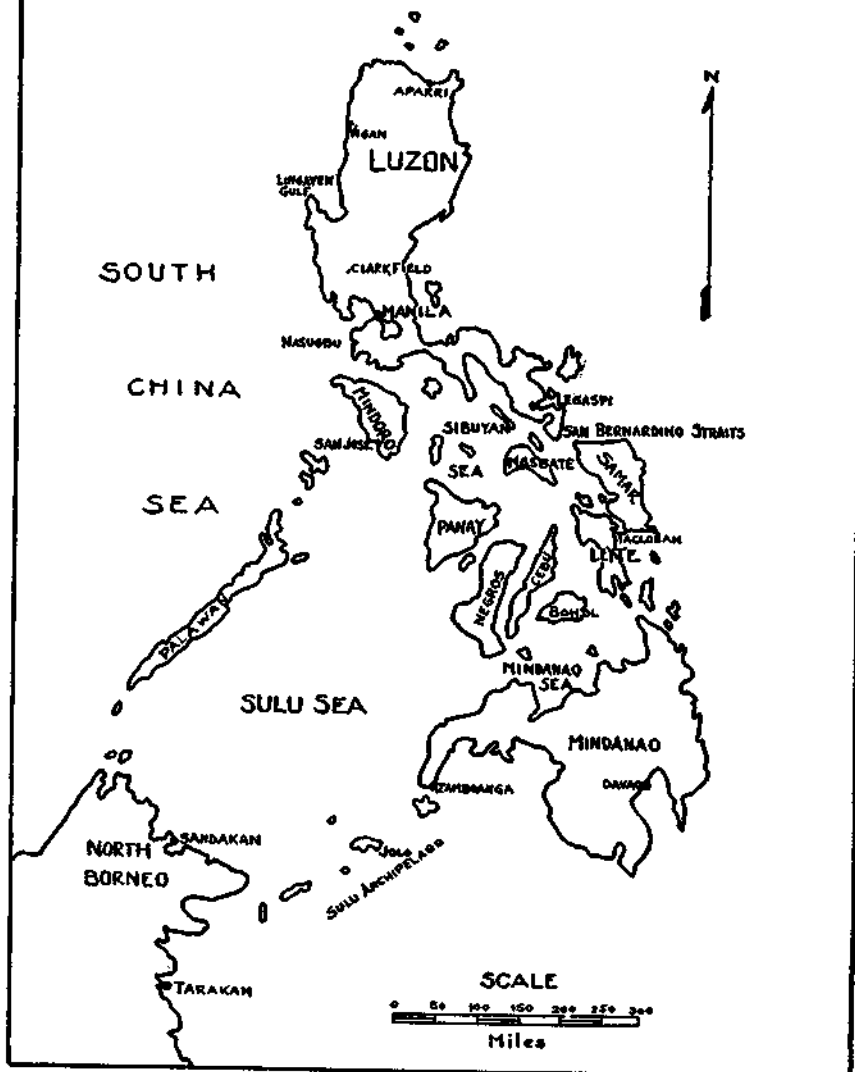 N
APARRI
VIGAN
LUZON
LINGAYEN
GULF
SOUTH
CLARKFIELD
MANILA
NASUGBU
CHINA
MINDORO
LEGASPI
SIBUYAN
SAN BERNARDINO STRAITS
SAN JOSE
MASBATE
SEA
SAMAR
SEA
PANAY
TACLOBAN
LEYTE
CEBU
NEGROS
BOHOL
PALAWAN
MINDANAO
SEA
SULU SEA
MINDANAO
DAVAO
ZAMBOANGA
SANDAKAN
NORTH
BORNEO
JOLO
SULU ARCHIPELAGO
TARAKAN
SCALE
0 50 100 150 200 250 300
Miles